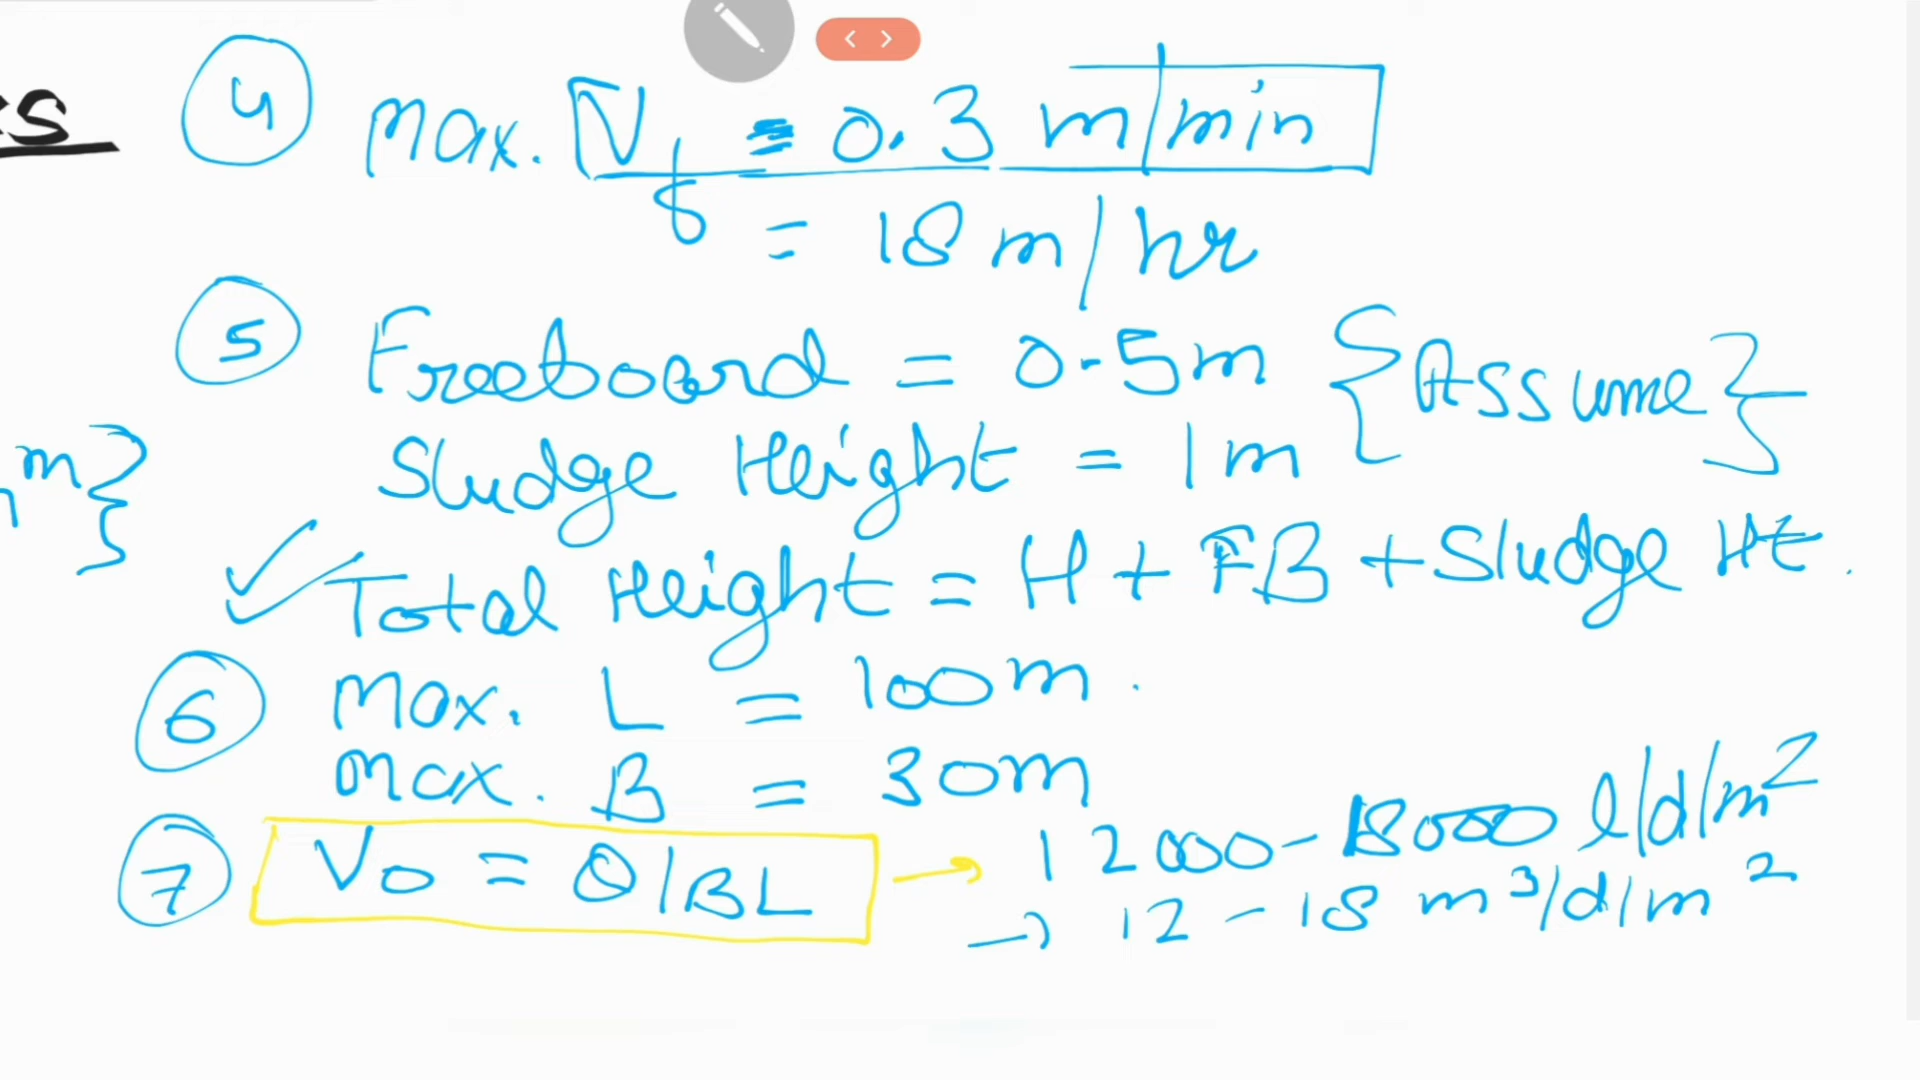 s
4 Max. Vf = 0.3 m/min
= 18 m/hr
5 Freeboard = 0.5m {Assume}
m}
Sludge Height = 1m
Total Height = H + FB + Sludge Ht.
6 Max. L = 100m.
Max. B = 30m
7 Vo = Q/BL → 12000 - 18000 l/d/m²
→ 12 - 18 m³/d/m²